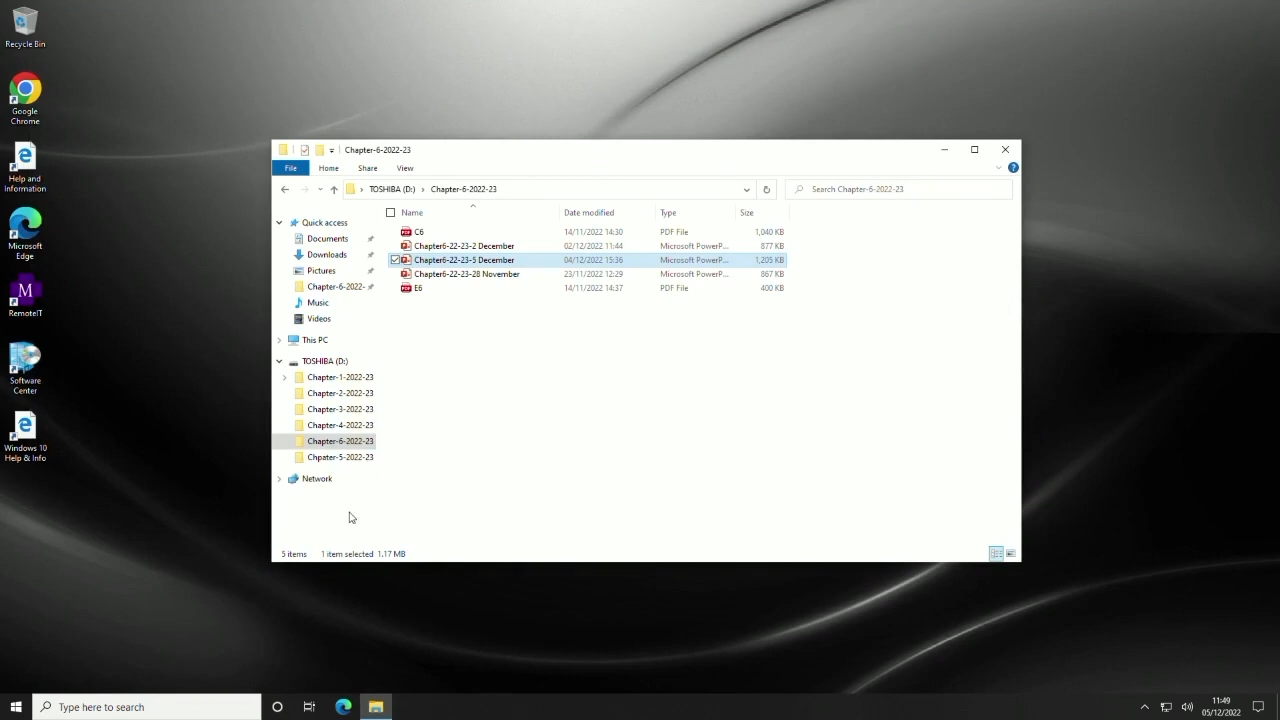 Recycle Bin
Google
Chrome
Help and
Information
Microsoft
Edge
M
RemoteIT
Software
Center
Windows 10
Help & Info
Chapter-6-2022-23
File Home Share View
TOSHIBA (D:) › Chapter-6-2022-23
Search Chapter-6-2022-23
Name Date modified Type Size
C6 14/11/2022 14:30 PDF File 1,040 KB
Chapter6-22-23-2 December 02/12/2022 11:44 Microsoft PowerP... 877 KB
Chapter6-22-23-5 December 04/12/2022 15:36 Microsoft PowerP... 1,205 KB
Chapter6-22-23-28 November 23/11/2022 12:29 Microsoft PowerP... 867 KB
E6 14/11/2022 14:37 PDF File 400 KB
Quick access
Documents
Downloads
Pictures
Chapter-6-2022-
Music
Videos
This PC
TOSHIBA (D:)
Chapter-1-2022-23
Chapter-2-2022-23
Chapter-3-2022-23
Chapter-4-2022-23
Chapter-6-2022-23
Chpater-5-2022-23
Network
5 items 1 item selected 1.17 MB
Type here to search
11:49
05/12/2022